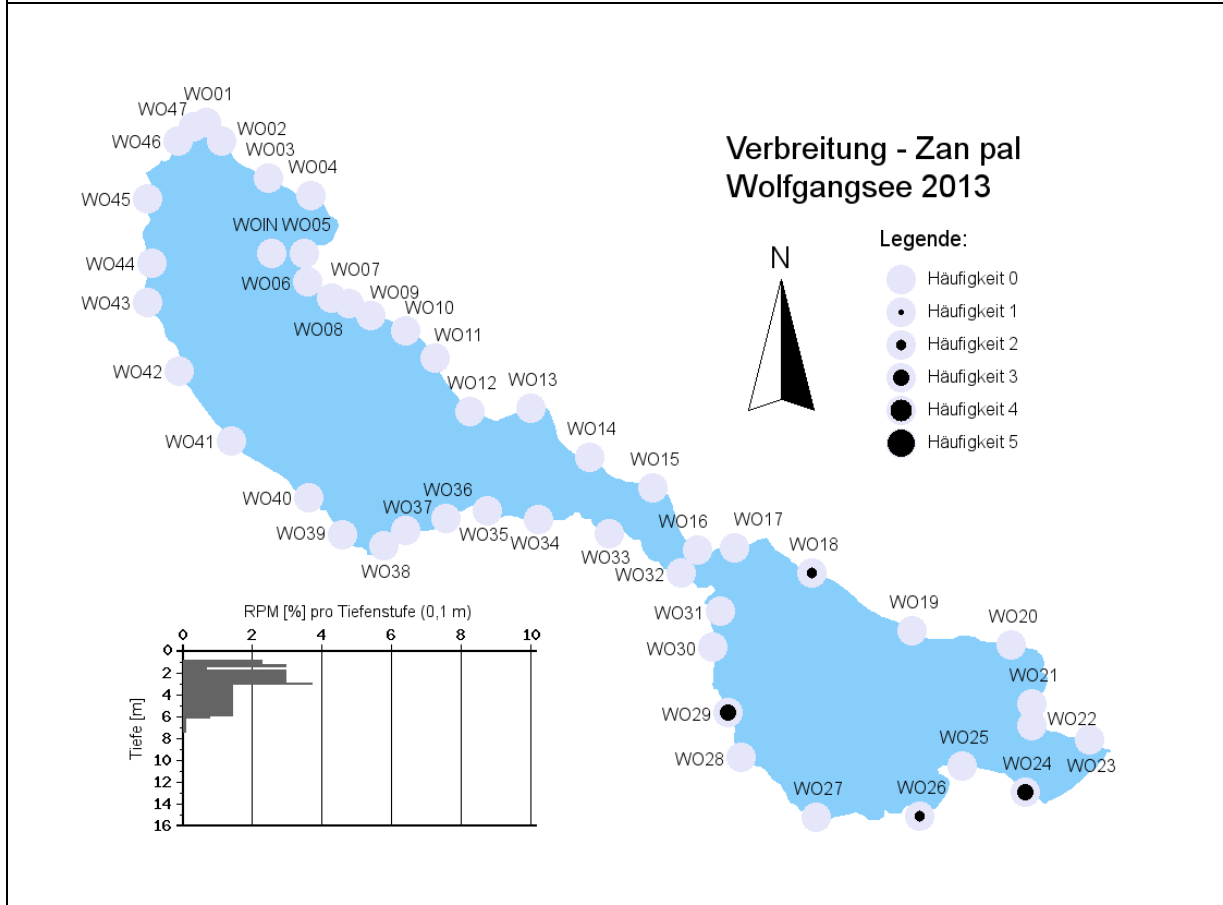 Verbreitung - Zan pal
Wolfgangsee 2013
Legende:
Häufigkeit 0
Häufigkeit 1
Häufigkeit 2
Häufigkeit 3
Häufigkeit 4
Häufigkeit 5
N
WO01
WO47
WO02
WO46
WO03
WO04
WO45
WOIN
WO05
WO44
WO06
WO07
WO43
WO08
WO09
WO10
WO11
WO42
WO12
WO13
WO41
WO14
WO15
WO40
WO36
WO37
WO39
WO38
WO35
WO34
WO33
WO32
WO16
WO17
WO18
WO31
WO19
WO20
WO30
WO21
WO29
WO22
WO28
WO25
WO24
WO23
WO27
WO26
RPM [%] pro Tiefenstufe (0,1 m)
0 2 4 6 8 10
Tiefe [m]
0
2
4
6
8
10
12
14
16